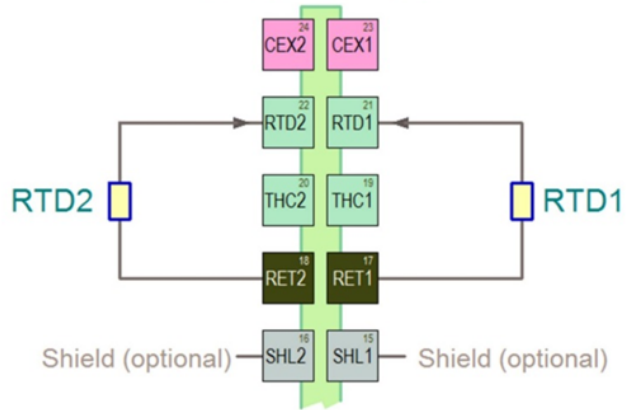 24 23
CEX2 CEX1
22 21
RTD2 RTD1
RTD2 RTD1
20 19
THC2 THC1
18 17
RET2 RET1
16 15
Shield (optional) SHL2 SHL1 Shield (optional)